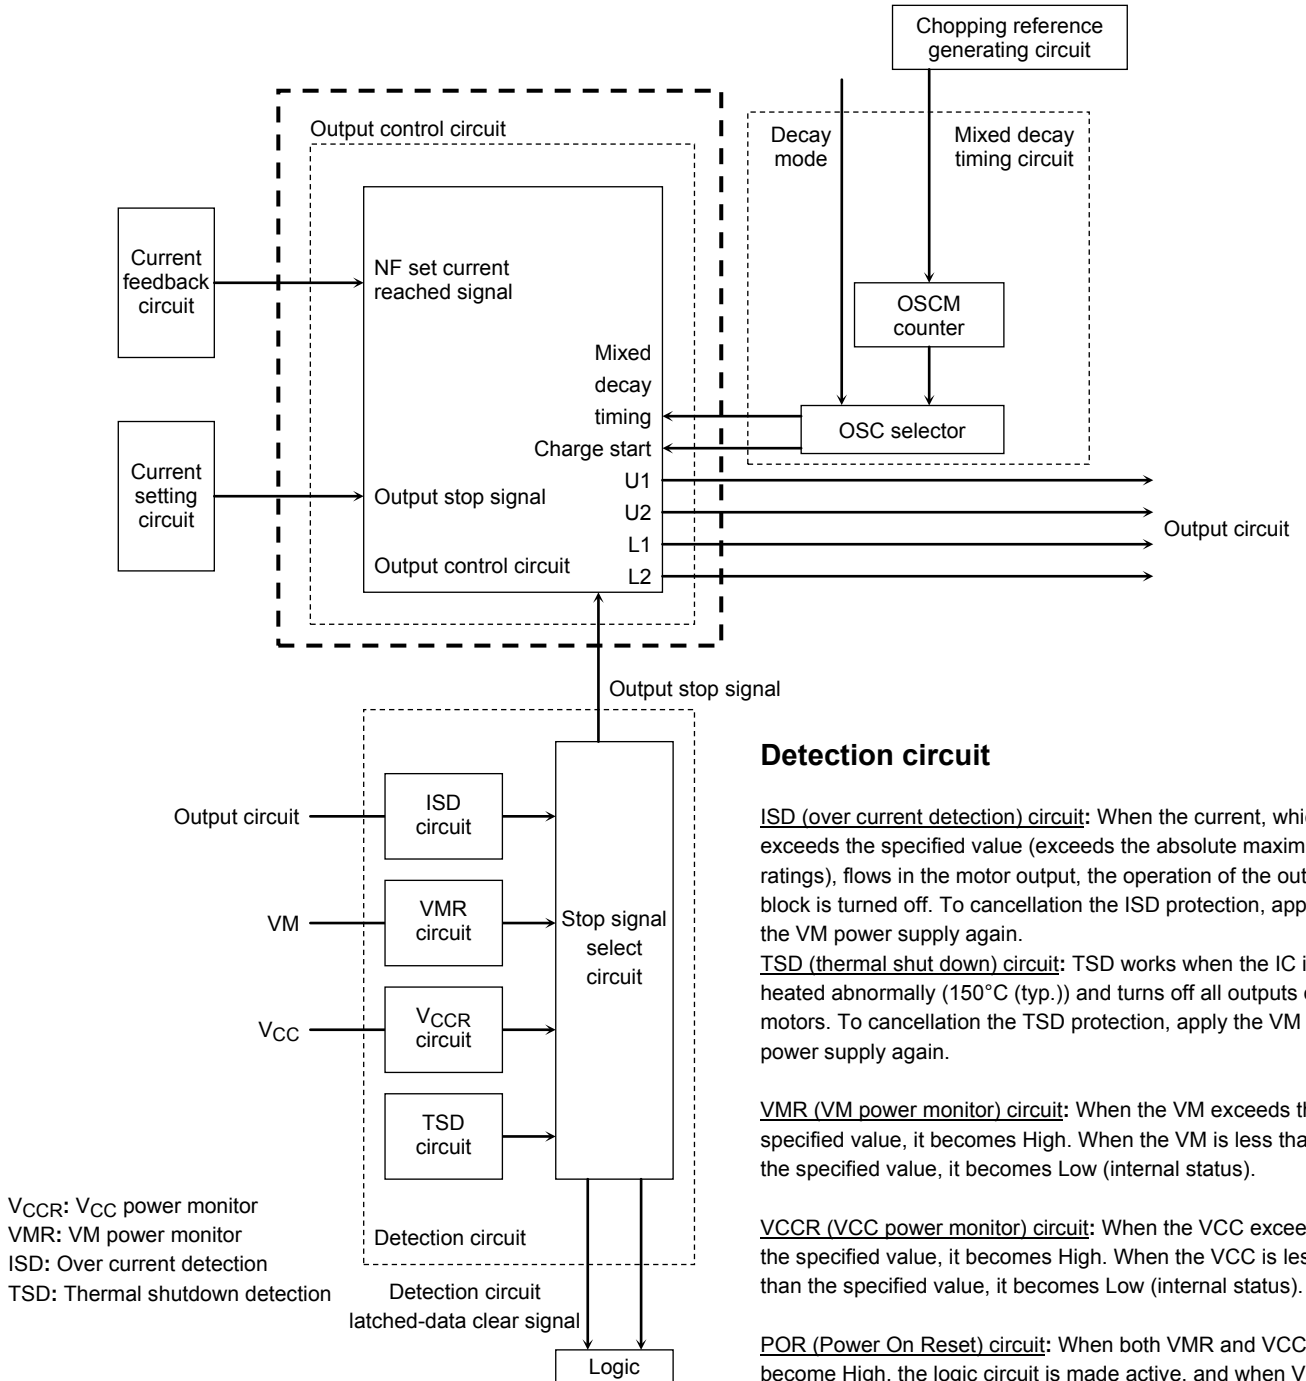 Chopping reference
generating circuit
Output control circuit
Decay
mode
Mixed decay
timing circuit
Current
feedback
circuit
NF set current
reached signal
OSCM
counter
Mixed
decay
timing
OSC selector
Charge start
Current
setting
circuit
Output stop signal
U1
U2
L1
L2
Output circuit
Output control circuit
Output stop signal
Output circuit
ISD
circuit
VM
VMR
circuit
VCC
VCCR
circuit
TSD
circuit
Stop signal
select
circuit
Detection circuit
VCCR: VCC power monitor
VMR: VM power monitor
ISD: Over current detection
TSD: Thermal shutdown detection
Detection circuit
latched-data clear signal
Logic
Detection circuit
ISD (over current detection) circuit: When the current,
exceeds the specified value (exceeds the absolute
ratings), flows in the motor output, the operation of the
block is turned off. To cancellation the ISD protection,
the VM power supply again.
TSD (thermal shut down) circuit: TSD works when the IC
heated abnormally (150°C (typ.)) and turns off all outputs
motors. To cancellation the TSD protection, apply the VM
power supply again.
VMR (VM power monitor) circuit: When the VM exceeds
specified value, it becomes High. When the VM is less
the specified value, it becomes Low (internal status).
VCCR (VCC power monitor) circuit: When the VCC
the specified value, it becomes High. When the VCC is
than the specified value, it becomes Low (internal status).
POR (Power On Reset) circuit: When both VMR and
become High, the logic circuit is made active, and when